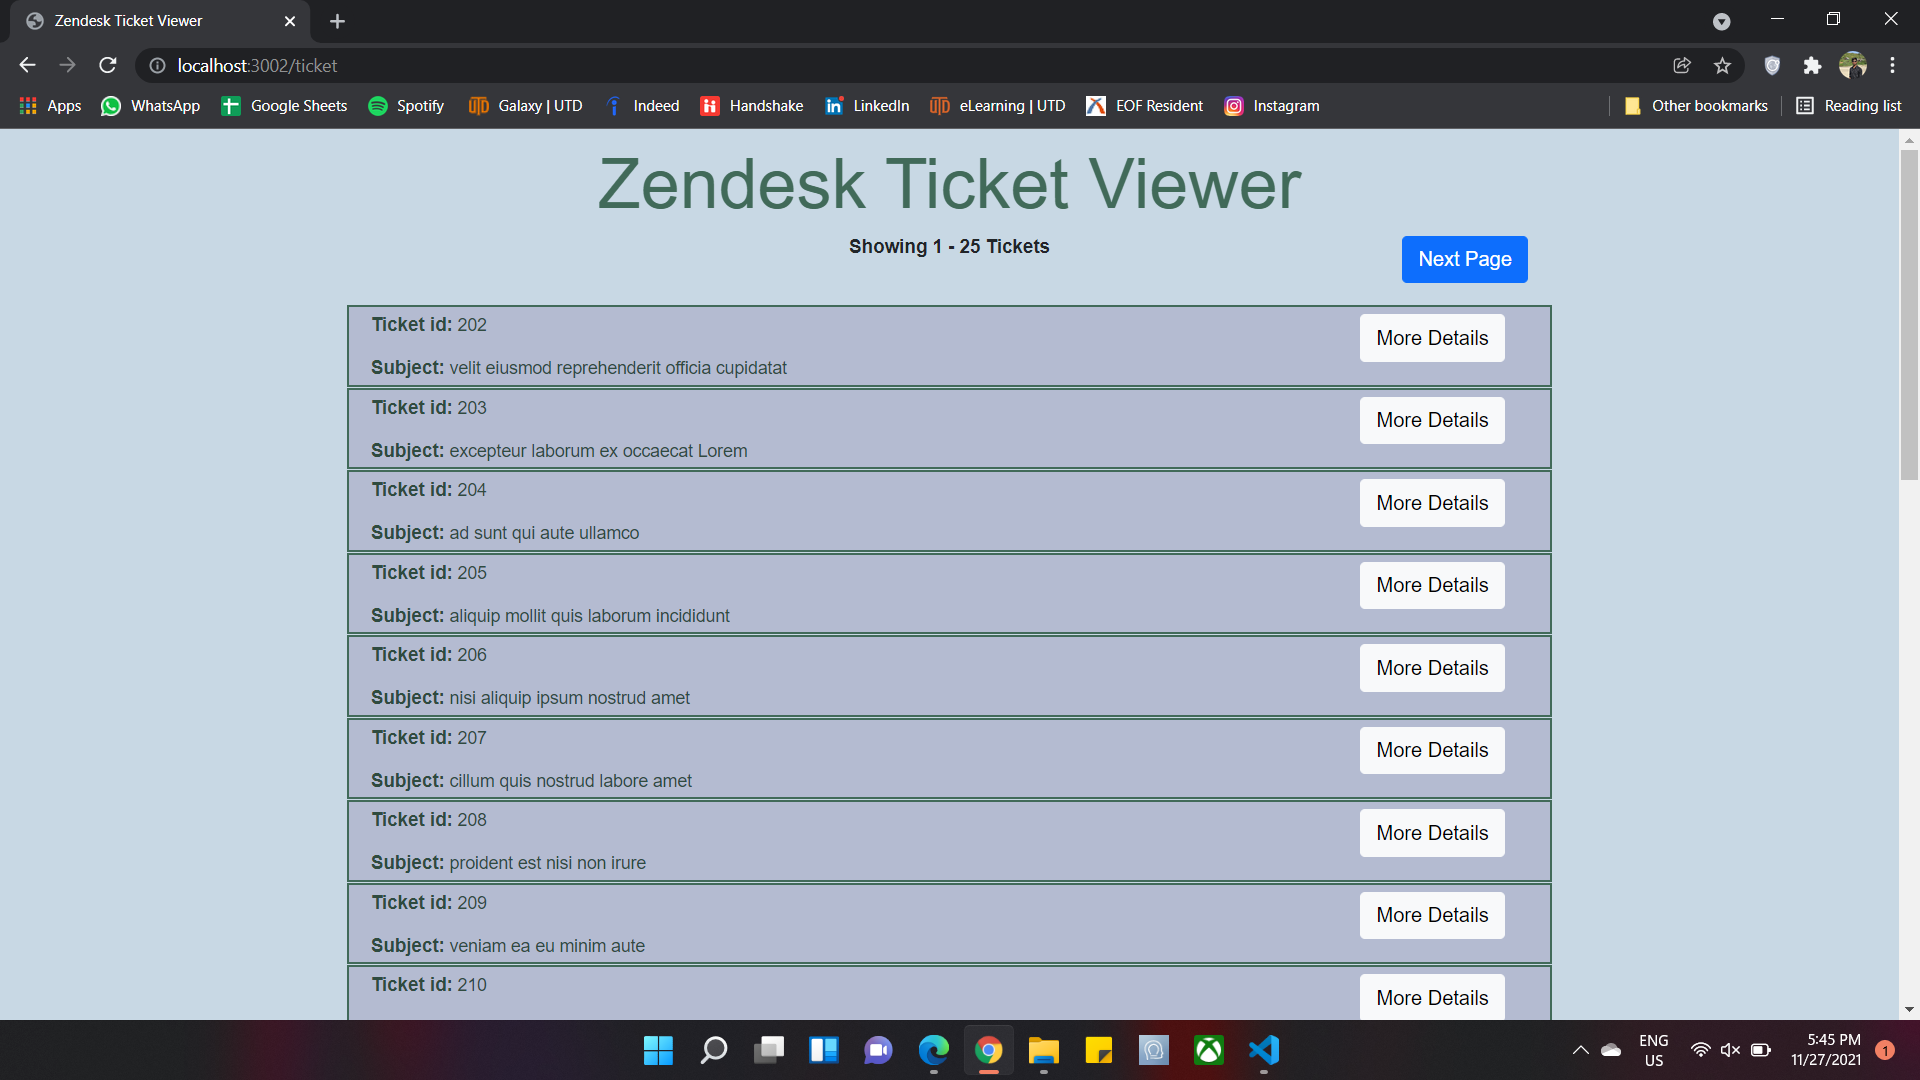 Zendesk Ticket Viewer
localhost:3002/ticket
Apps WhatsApp Google Sheets Spotify Galaxy | UTD Indeed Handshake LinkedIn eLearning | UTD EOF Resident Instagram Other bookmarks Reading list
Zendesk Ticket Viewer
Showing 1 - 25 Tickets
Next Page
Ticket id: 202
More Details
Subject: velit eiusmod reprehenderit officia cupidatat
Ticket id: 203
More Details
Subject: excepteur laborum ex occaecat Lorem
Ticket id: 204
More Details
Subject: ad sunt qui aute ullamco
Ticket id: 205
More Details
Subject: aliquip mollit quis laborum incididunt
Ticket id: 206
More Details
Subject: nisi aliquip ipsum nostrud amet
Ticket id: 207
More Details
Subject: cillum quis nostrud labore amet
Ticket id: 208
More Details
Subject: proident est nisi non irure
Ticket id: 209
More Details
Subject: veniam ea eu minim aute
Ticket id: 210
More Details
ENG
US
5:45 PM
11/27/2021
1